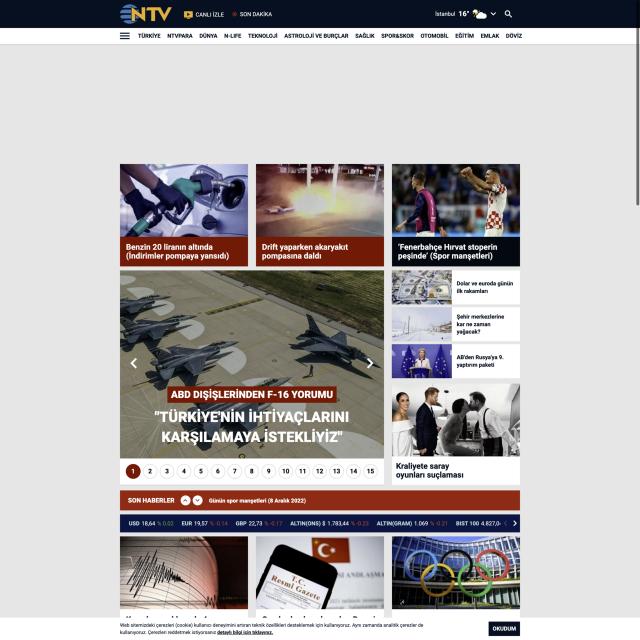 NTV
CANLI İZLE
SON DAKİKA
İstanbul 16°
TÜRKİYE NTVPARA DÜNYA N-LIFE TEKNOLOJİ ASTROLOJİ VE BURÇLAR SAĞLIK SPOR&SKOR OTOMOBİL EĞİTİM EMLAK DÖVİZ
Benzin 20 liranın altında
(İndirimler pompaya yansıdı)
Drift yaparken akaryakıt
pompasına daldı
'Fenerbahçe Hırvat stoperin
peşinde' (Spor manşetleri)
ABD DIŞİŞLERİNDEN F-16 YORUMU
"TÜRKİYE'NİN İHTİYAÇLARINI
KARŞILAMAYA İSTEKLİYİZ"
1 2 3 4 5 6 7 8 9 10 11 12 13 14 15
Dolar ve euroda günün
ilk rakamları
Şehir merkezlerine
kar ne zaman
yağacak?
AB'den Rusya'ya 9.
yaptırım paketi
Kraliyete saray
oyunları suçlaması
SON HABERLER
Günün spor manşetleri (8 Aralık 2022)
USD 18,64 % 0.02 EUR 19,57 % -0.14 GBP 22,73 % -0.17 ALTIN(ONS) $ 1.783,44 % -0.23 ALTIN(GRAM) 1.069 % -0.21 BIST 100 4.827,0
T.C.
Resmî Gazete
Web sitemizdeki çerezleri (cookie) kullanıcı deneyimini artıran teknik özellikleri desteklemek için kullanıyoruz. Aynı zamanda analitik çerezler de
kullanıyoruz. Çerezleri reddetmek istiyorsanız detaylı bilgi için tıklayınız.
OKUDUM